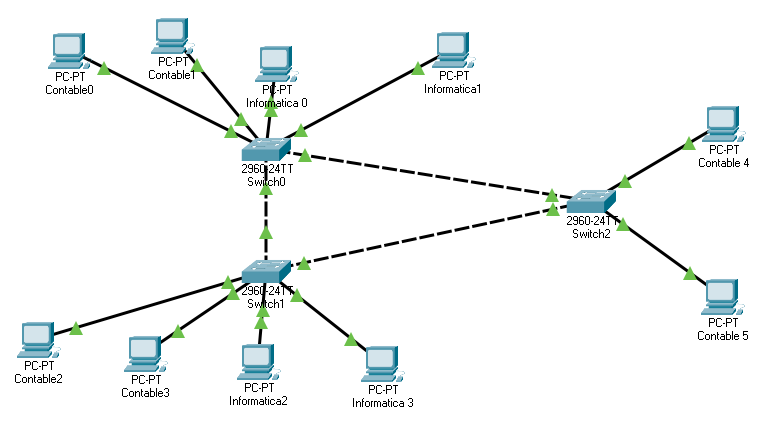 PC-PT
Contable0
PC-PT
Contable1
PC-PT
Informatica 0
PC-PT
Informatica1
2960-24TT
Switch0
PC-PT
Contable 4
2960-24TT
Switch2
2960-24TT
Switch1
PC-PT
Contable 5
PC-PT
Contable2
PC-PT
Contable3
PC-PT
Informatica2
PC-PT
Informatica 3